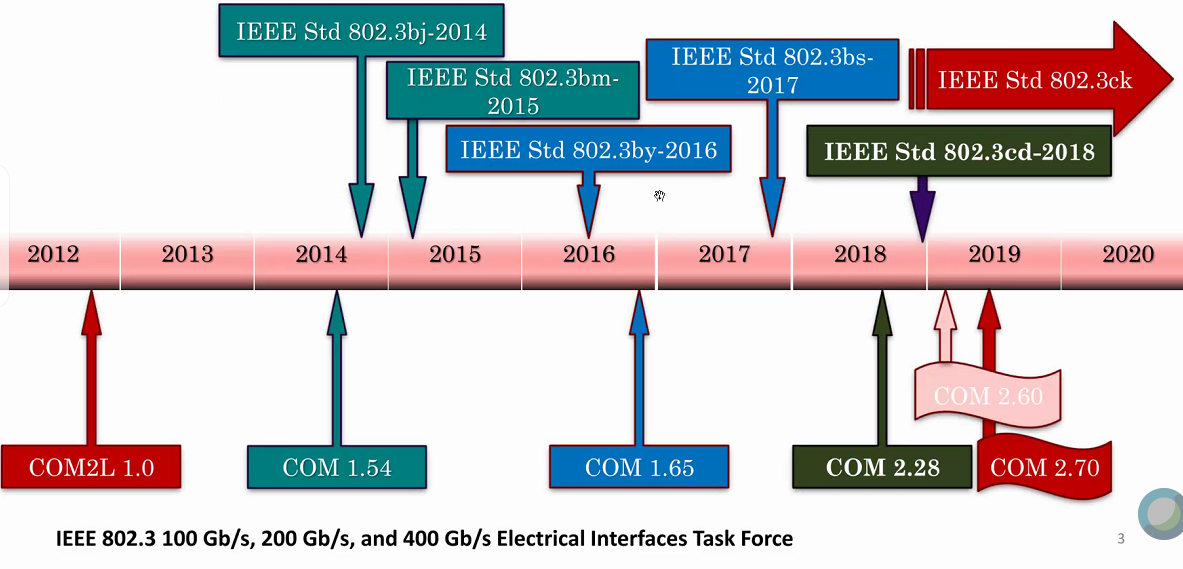 IEEE Std 802.3bj-2014
IEEE Std 802.3bm-
2015
IEEE Std 802.3by-2016
IEEE Std 802.3bs-
2017
IEEE Std 802.3cd-2018
IEEE Std 802.3ck
2012 2013 2014 2015 2016 2017 2018 2019 2020
COM2L 1.0
COM 1.54
COM 1.65
COM 2.28
COM 2.60
COM 2.70
IEEE 802.3 100 Gb/s, 200 Gb/s, and 400 Gb/s Electrical Interfaces Task Force
3